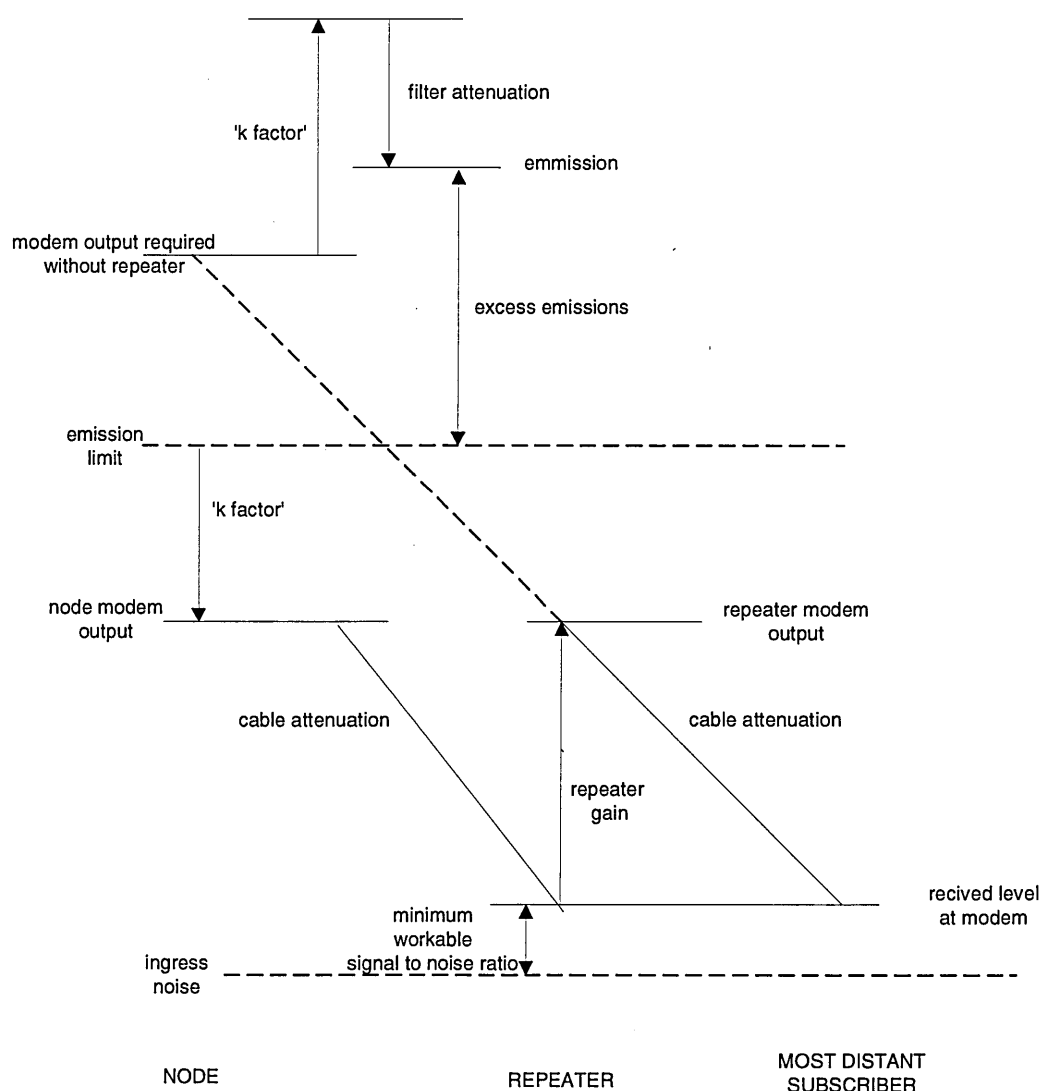 filter attenuation
'k factor'
emmission
modem output required
without repeater
excess emissions
emission
limit
'k factor'
node modem
output
repeater modem
output
cable attenuation
cable attenuation
repeater
gain
recived level
at modem
minimum
workable
signal to noise ratio
ingress
noise
NODE
REPEATER
MOST DISTANT
SUBSCRIBER